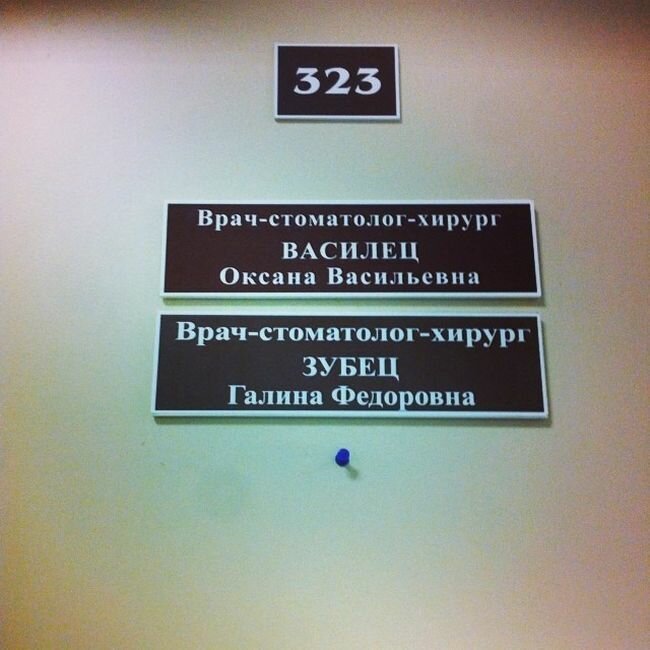 323
Врач-стоматолог-хирург
ВАСИЛЕЦ
Оксана Васильевна
Врач-стоматолог-хирург
ЗУБЕЦ
Галина Федоровна